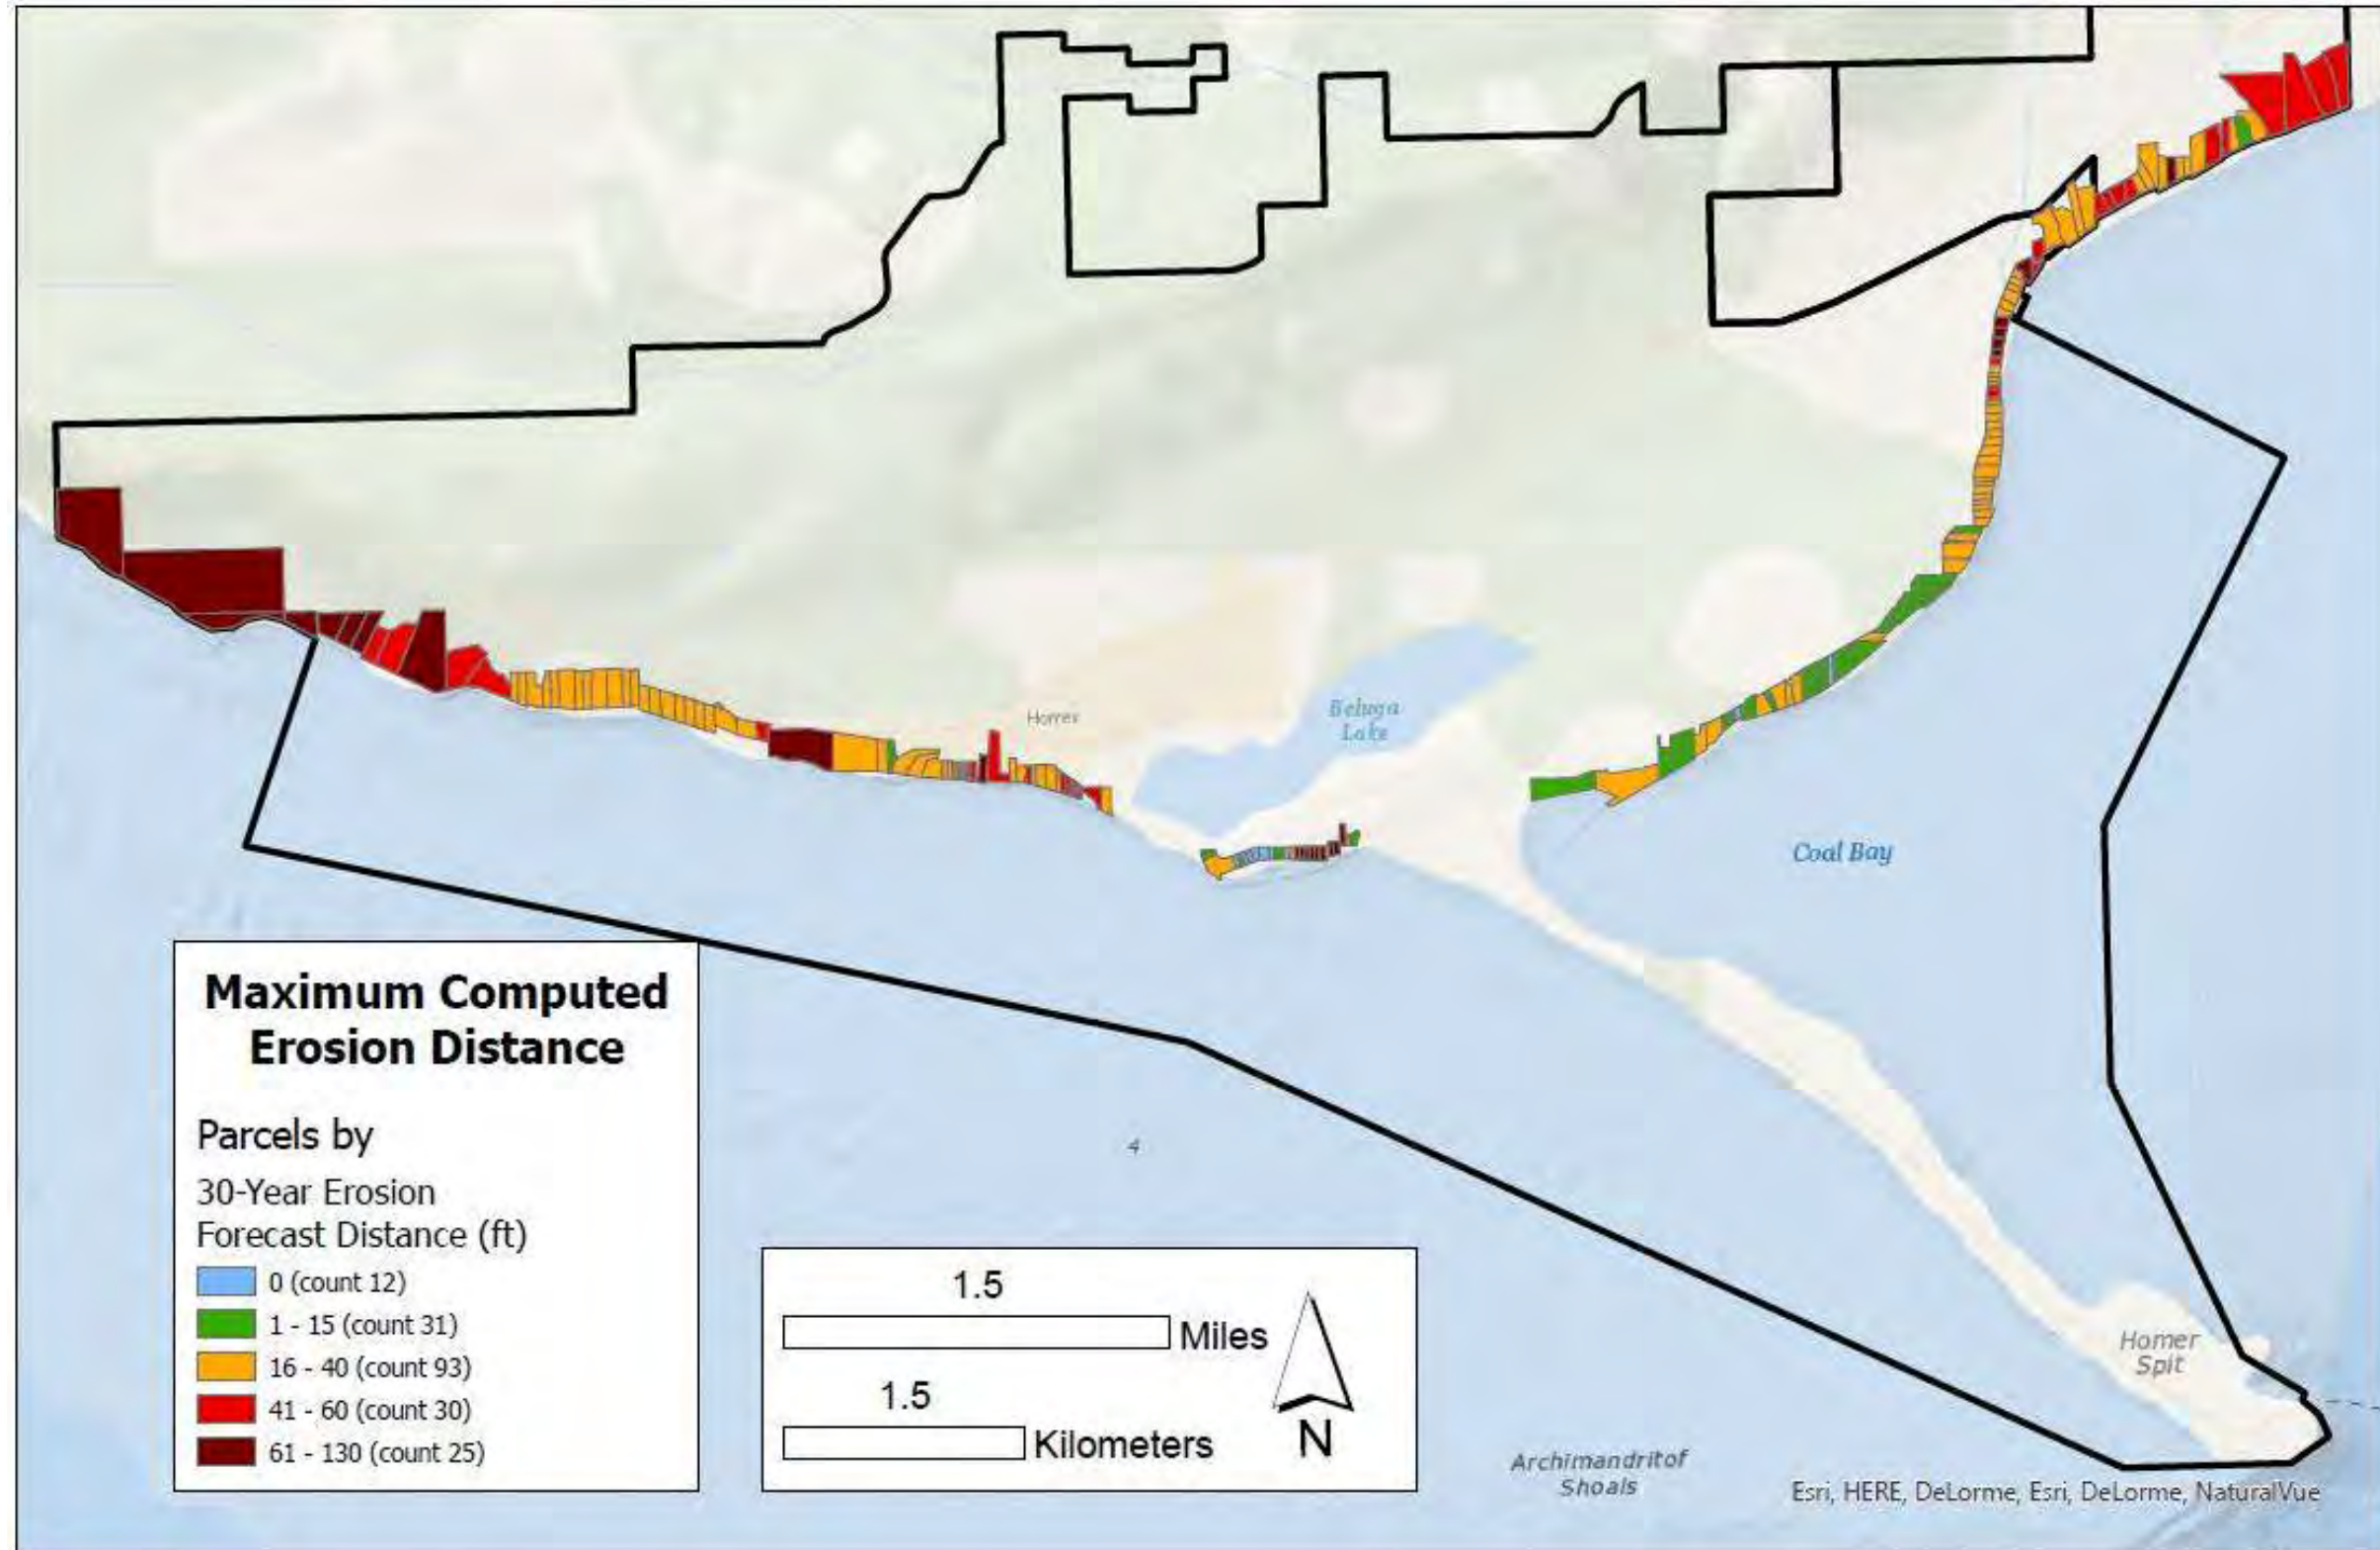 Homer
Beluga
Lake
Coal Bay
Maximum Computed
Erosion Distance
Parcels by
30-Year Erosion
Forecast Distance (ft)
0 (count 12)
1 - 15 (count 31)
16 - 40 (count 93)
41 - 60 (count 30)
61 - 130 (count 25)
4
1.5
Miles
1.5
Kilometers
N
Homer
Spit
Archimandritof
Shoals
Esri, HERE, DeLorme, Esri, DeLorme, NaturalVue